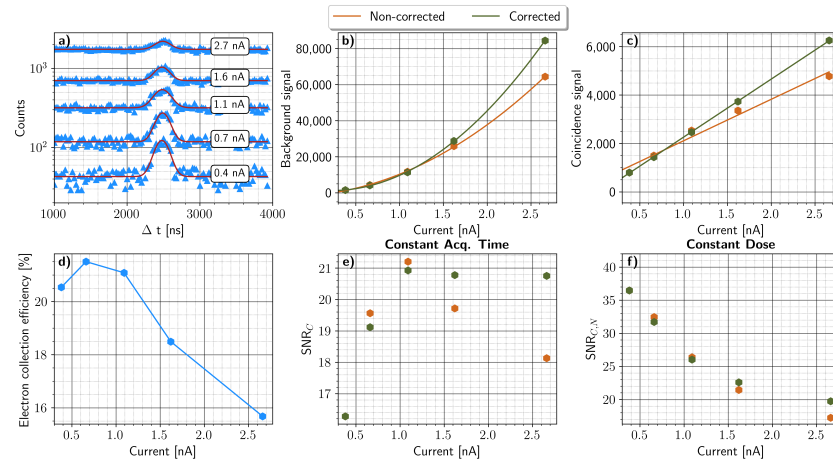 Non-corrected Corrected
a)
2.7 nA
1.6 nA
1.1 nA
0.7 nA
0.4 nA
10³
10²
Counts
1000 2000 3000 4000
Δ t [ns]
b)
80,000
60,000
40,000
20,000
0
Background signal
0.5 1.0 1.5 2.0 2.5
Current [nA]
c)
6,000
4,000
2,000
0
Coincidence signal
0.5 1.0 1.5 2.0 2.5
Current [nA]
d)
20
18
16
Electron collection efficiency [%]
0.5 1.0 1.5 2.0 2.5
Current [nA]
Constant Acq. Time
e)
21
20
19
18
17
16
SNR_C
0.5 1.0 1.5 2.0 2.5
Current [nA]
Constant Dose
f)
40
35
30
25
20
SNR_{C,N}
0.5 1.0 1.5 2.0 2.5
Current [nA]